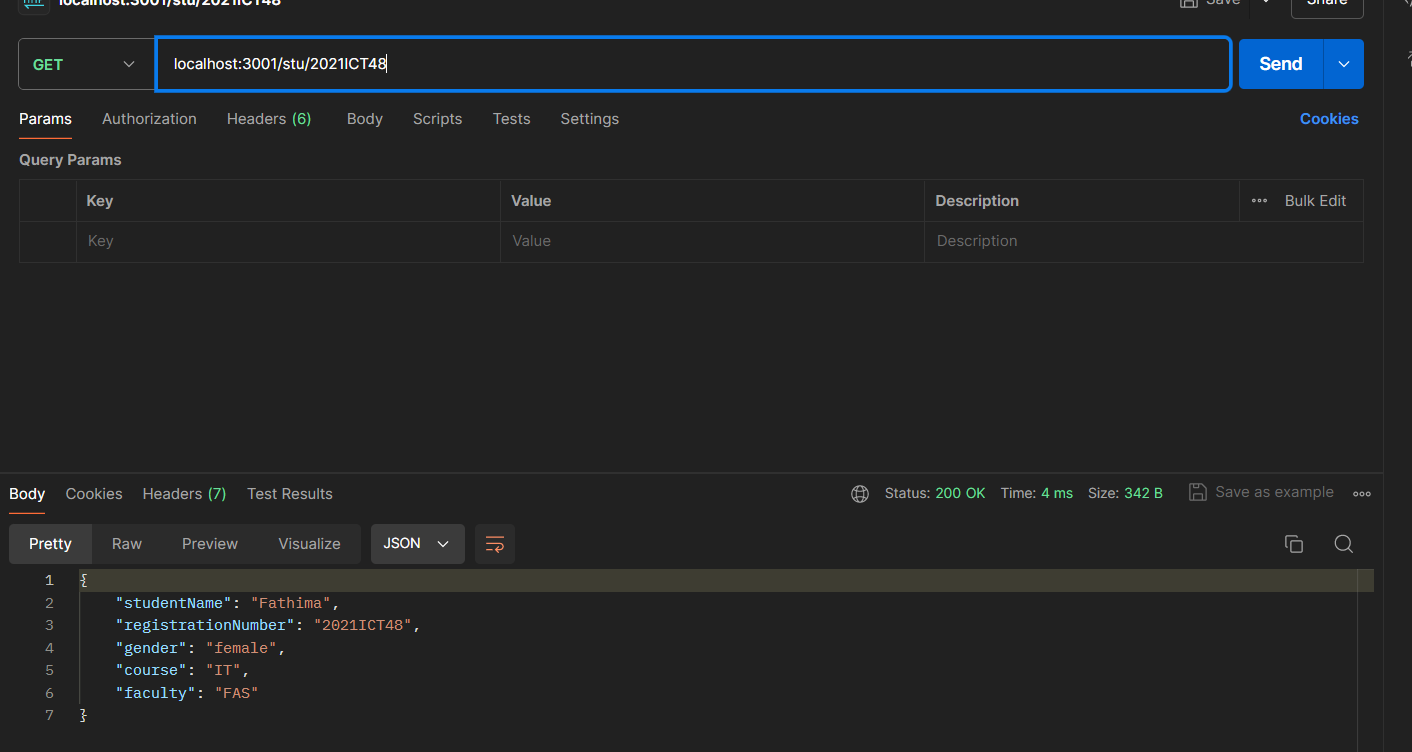 localhost:3001/stu/2021ICT48 Save Share
GET localhost:3001/stu/2021ICT48 Send
Params Authorization Headers (6) Body Scripts Tests Settings Cookies
Query Params
Key Value Description Bulk Edit
Key Value Description
Body Cookies Headers (7) Test Results Status: 200 OK Time: 4 ms Size: 342 B Save as example
Pretty Raw Preview Visualize JSON
1 {
2 "studentName": "Fathima",
3 "registrationNumber": "2021ICT48",
4 "gender": "female",
5 "course": "IT",
6 "faculty": "FAS"
7 }